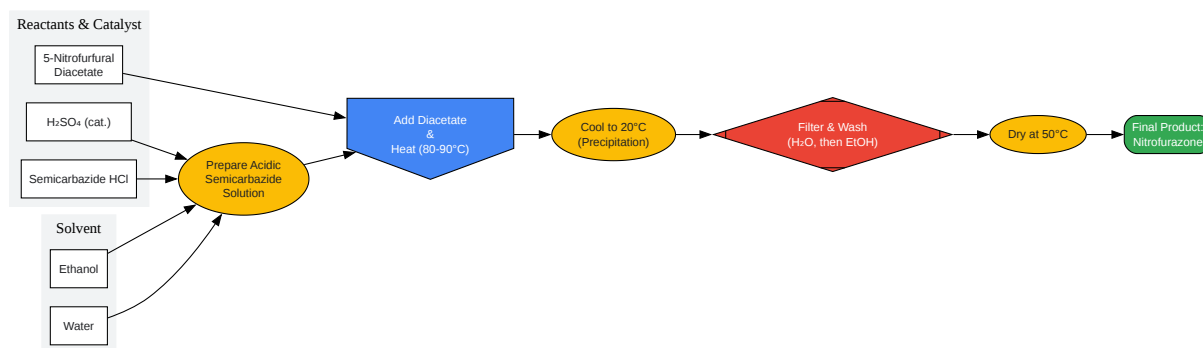 Reactants & Catalyst
5-Nitrofurfural
Diacetate
H₂SO₄ (cat.)
Semicarbazide HCl
Solvent
Ethanol
Water
Prepare Acidic
Semicarbazide
Solution
Add Diacetate
&
Heat (80-90°C)
Cool to 20°C
(Precipitation)
Filter & Wash
(H₂O, then EtOH)
Dry at 50°C
Final Product:
Nitrofurazone